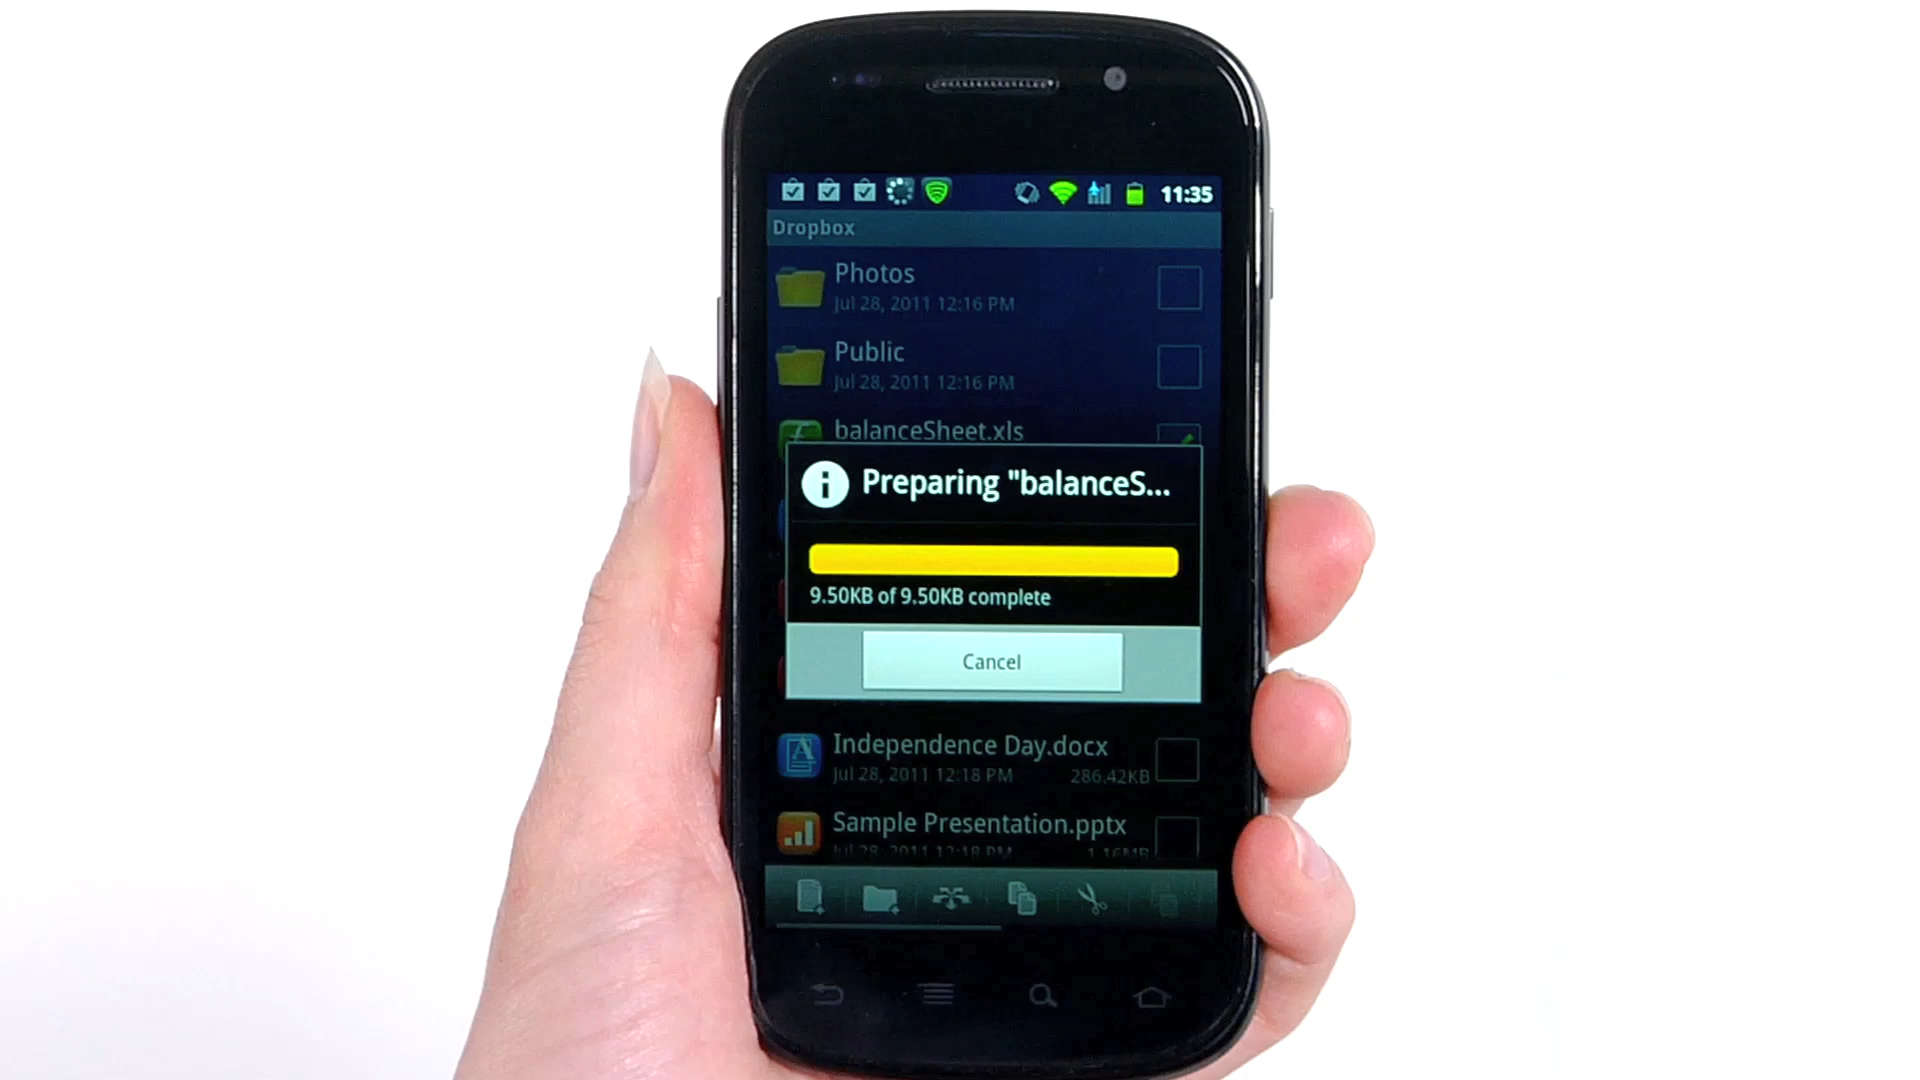 11:35
Dropbox
Photos
Jul 28, 2011 12:16 PM
Public
Jul 28, 2011 12:16 PM
balanceSheet.xls
Preparing "balanceS...
9.50KB of 9.50KB complete
Cancel
Independence Day.docx
Jul 28, 2011 12:18 PM 286.42KB
Sample Presentation.pptx
Jul 28, 2011 12:18 PM 1.16MB